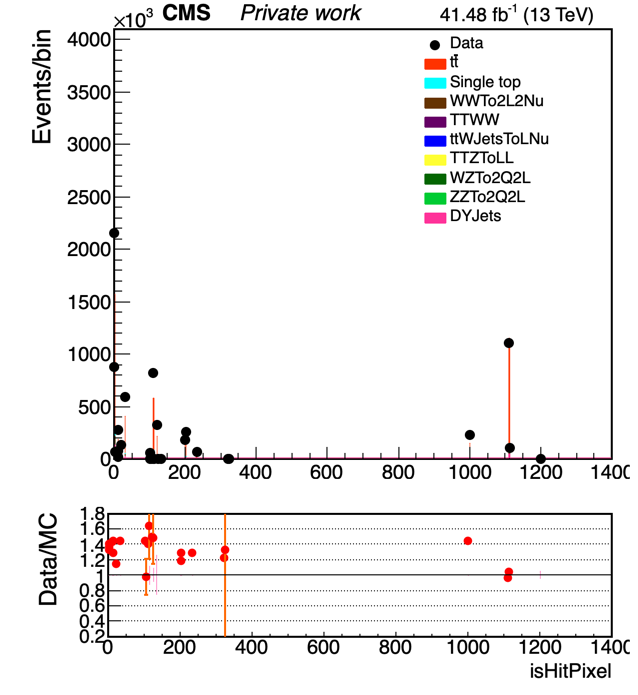 ×10³ CMS Private work 41.48 fb⁻¹ (13 TeV)
Events/bin
4000
3500
3000
2500
2000
1500
1000
500
0
Data
tt̄
Single top
WWTo2L2Nu
TTWW
ttWJetsToLNu
TTZToLL
WZTo2Q2L
ZZTo2Q2L
DYJets
0 200 400 600 800 1000 1200 1400
Data/MC
1.8
1.6
1.4
1.2
1
0.8
0.6
0.4
0.2
0 200 400 600 800 1000 1200 1400
isHitPixel